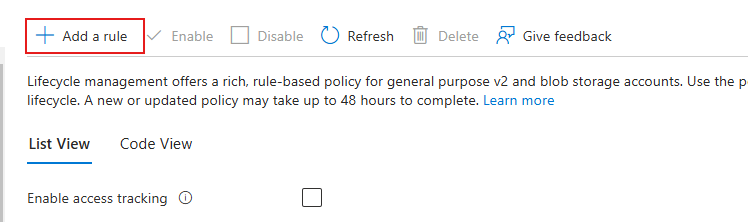 Add a rule Enable Disable Refresh Delete Give feedback
Lifecycle management offers a rich, rule-based policy for general purpose v2 and blob storage accounts. Use the p
lifecycle. A new or updated policy may take up to 48 hours to complete. Learn more
List View Code View
Enable access tracking